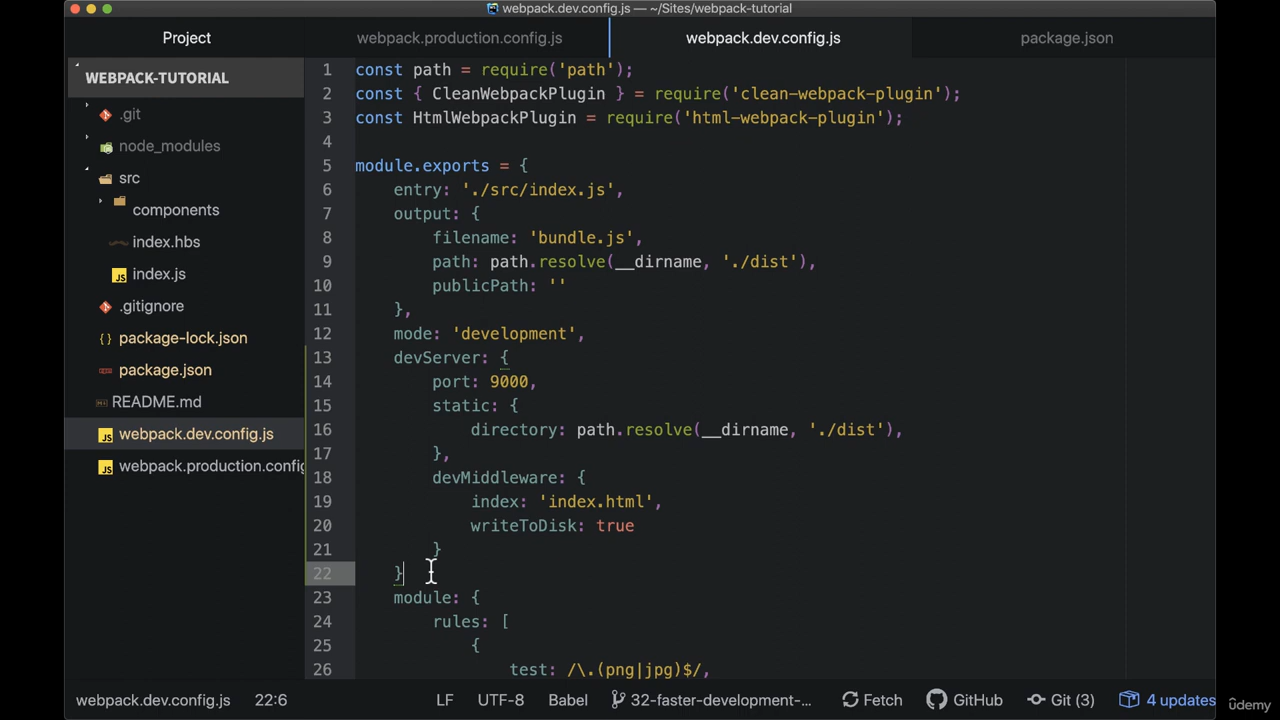 webpack.dev.config.js — ~/Sites/webpack-tutorial
Project
webpack.production.config.js
webpack.dev.config.js
package.json
WEBPACK-TUTORIAL
.git
node_modules
src
components
index.hbs
index.js
.gitignore
package-lock.json
package.json
README.md
webpack.dev.config.js
webpack.production.config
1 const path = require('path');
2 const { CleanWebpackPlugin } = require('clean-webpack-plugin');
3 const HtmlWebpackPlugin = require('html-webpack-plugin');
4
5 module.exports = {
6 entry: './src/index.js',
7 output: {
8 filename: 'bundle.js',
9 path: path.resolve(__dirname, './dist'),
10 publicPath: ''
11 },
12 mode: 'development',
13 devServer: {
14 port: 9000,
15 static: {
16 directory: path.resolve(__dirname, './dist'),
17 },
18 devMiddleware: {
19 index: 'index.html',
20 writeToDisk: true
21 }
22 }
23 module: {
24 rules: [
25 {
26 test: /\.(png|jpg)$/,
webpack.dev.config.js 22:6 LF UTF-8 Babel 32-faster-development-... Fetch GitHub Git (3) 4 updates
udemy